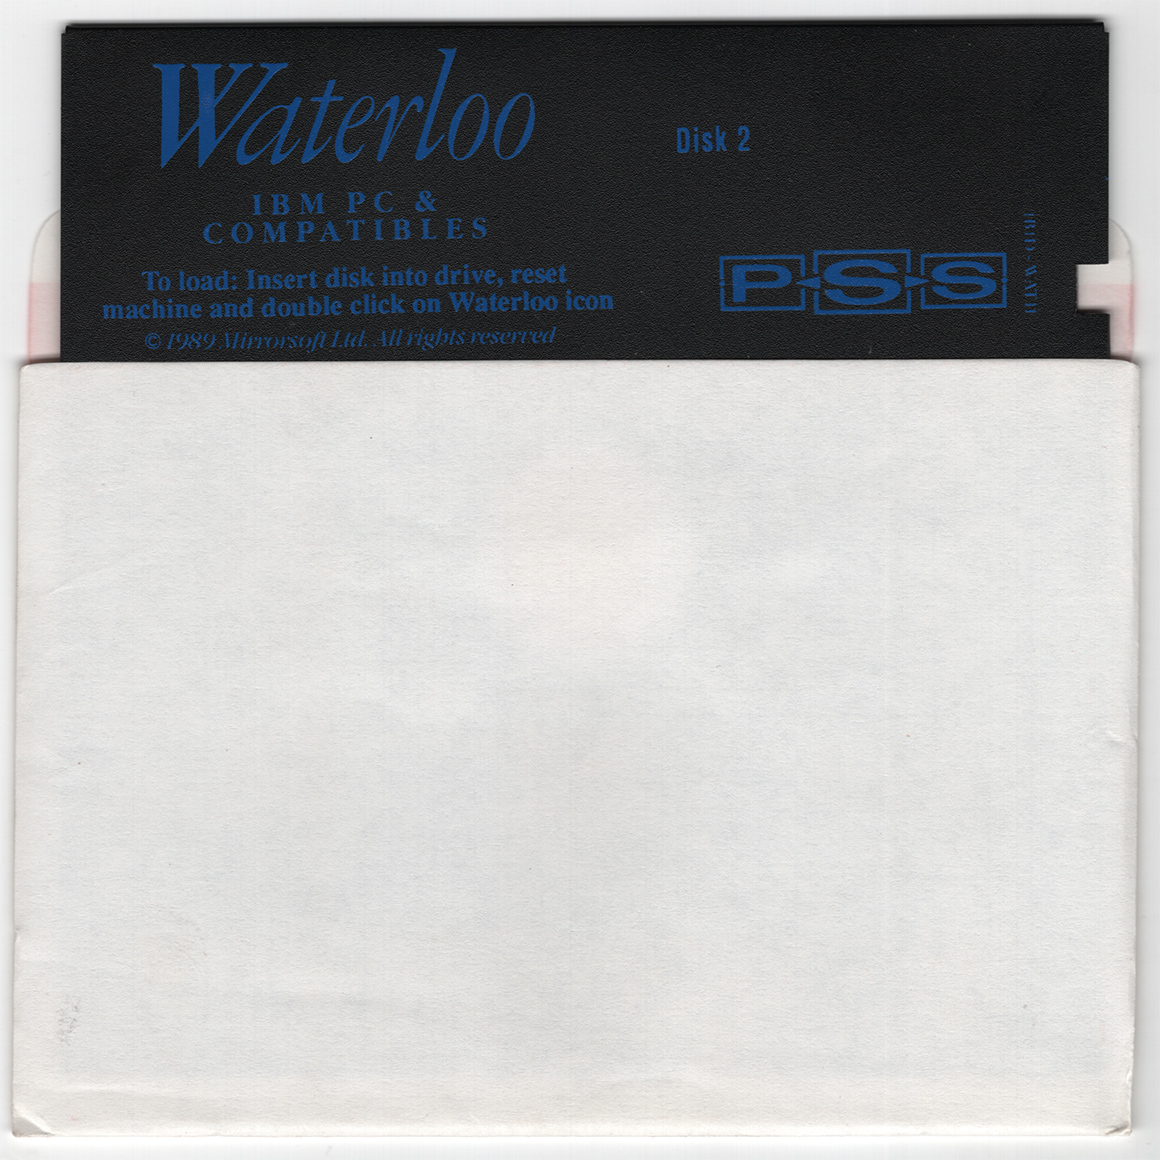 Waterloo
IBM PC &
COMPATIBLES
To load: Insert disk into drive, reset
machine and double click on Waterloo icon
© 1989 Mirrorsoft Ltd. All rights reserved
Disk 2
PSS